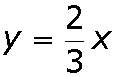 y = 2/3 x